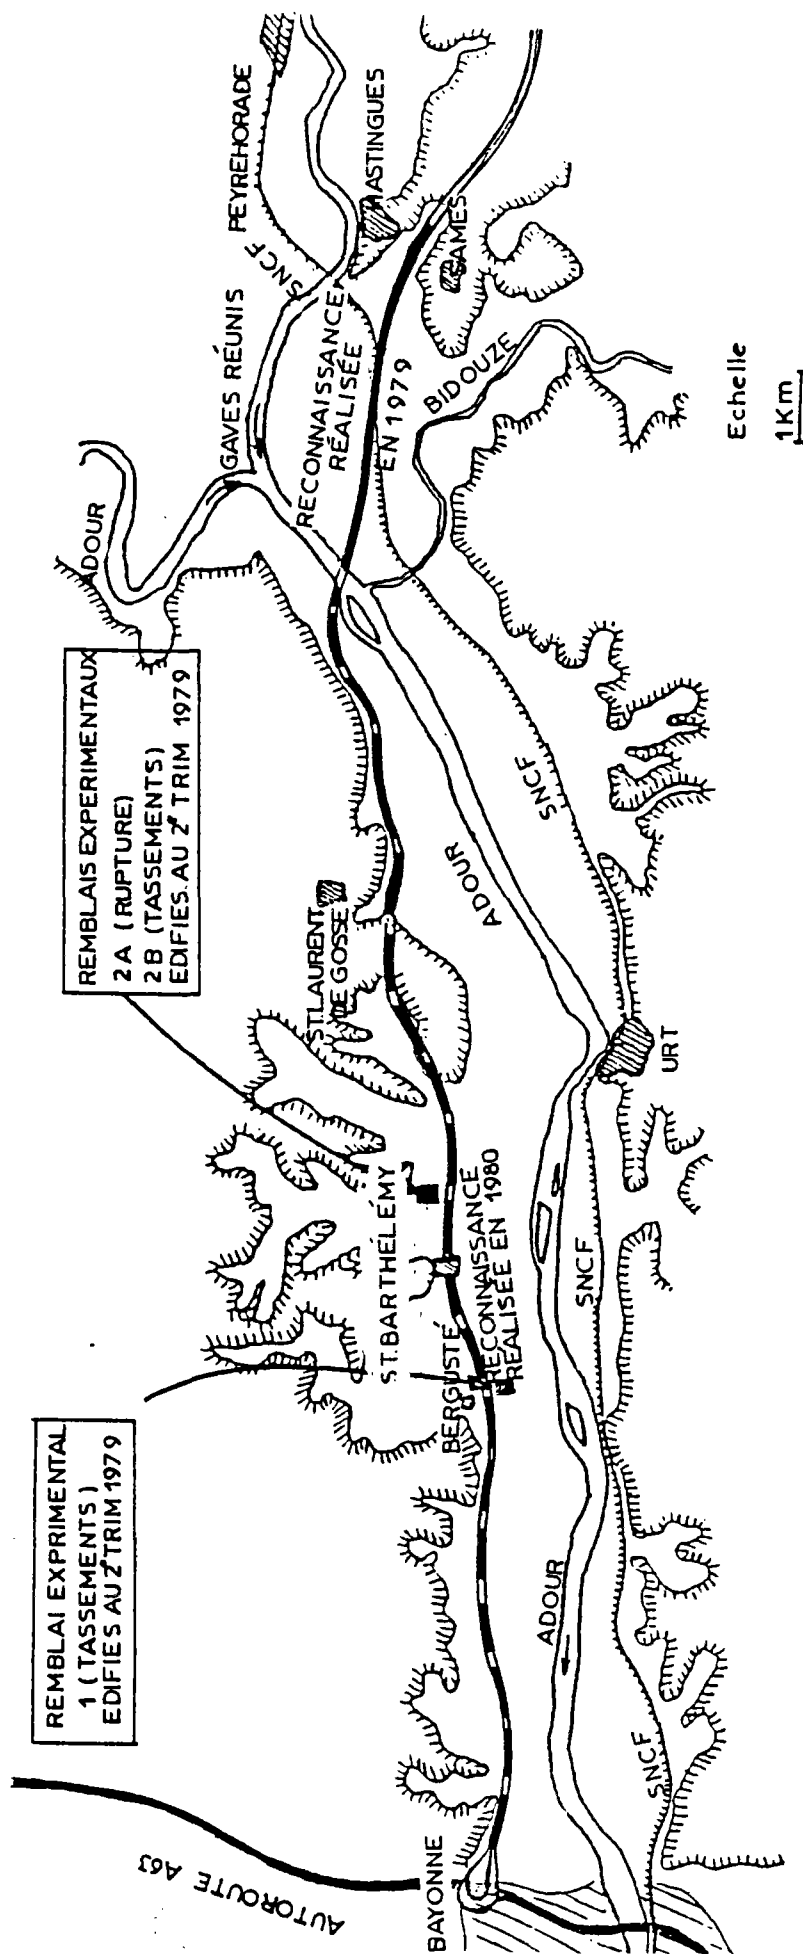 REMBLAI EXPRIMENTAL
1 (TASSEMENTS)
EDIFIES AU 2° TRIM 1979
REMBLAIS EXPERIMENTAUX
2A (RUPTURE)
2B (TASSEMENTS)
EDIFIES.AU 2° TRIM 1979
AUTOROUTE A63
BAYONNE
ADOUR
SNCF
BERGUSTÉ
RECONNAISSANCE
RÉALISÉE EN 1980
ST.BARTHÉLÉMY
SNCF
URT
ST.LAURENT
DE GOSSE
ADOUR
SNCF
ADOUR
GAVES RÉUNIS
RECONNAISSANCE
RÉALISÉE
EN 1979
BIDOUZE
SNCF
PEYREHORADE
HASTINGUES
SAMES
Echelle
1Km